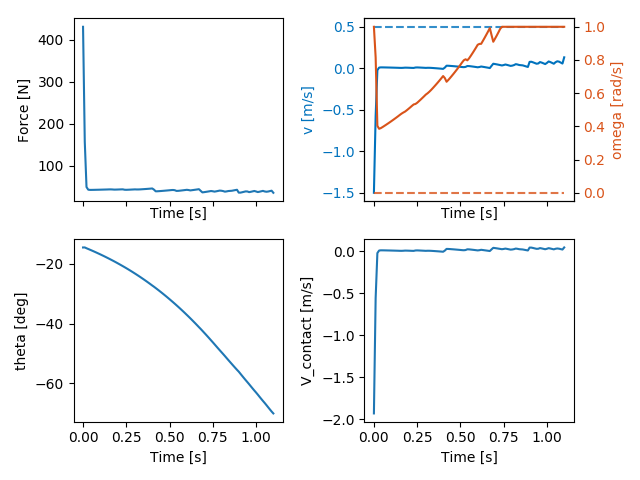 400
300
200
100
Force [N]
Time [s]
0.5
0.0
−0.5
−1.0
−1.5
v [m/s]
1.0
0.8
0.6
0.4
0.2
0.0
omega [rad/s]
Time [s]
−20
−40
−60
theta [deg]
0.00 0.25 0.50 0.75 1.00
Time [s]
0.0
−0.5
−1.0
−1.5
−2.0
V_contact [m/s]
0.00 0.25 0.50 0.75 1.00
Time [s]